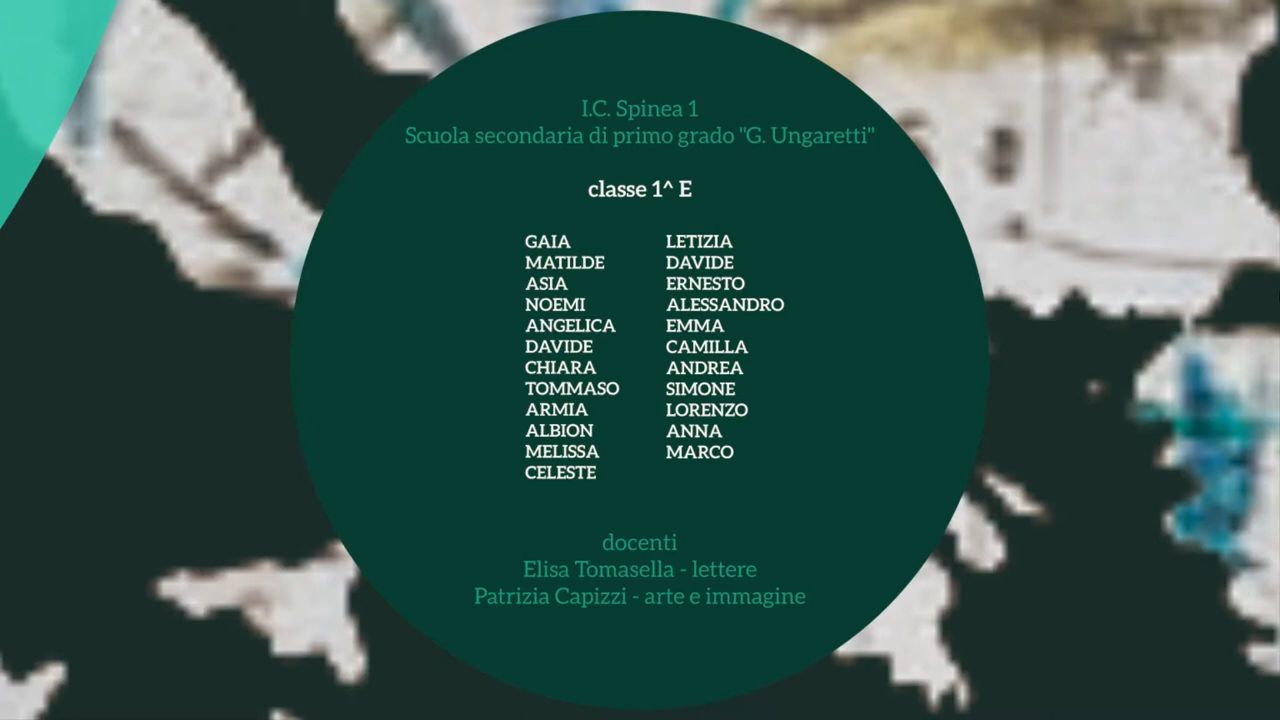 I.C. Spinea 1
Scuola secondaria di primo grado "G. Ungaretti"
classe 1^ E
GAIA
MATILDE
ASIA
NOEMI
ANGELICA
DAVIDE
CHIARA
TOMMASO
ARMIA
ALBION
MELISSA
CELESTE
LETIZIA
DAVIDE
ERNESTO
ALESSANDRO
EMMA
CAMILLA
ANDREA
SIMONE
LORENZO
ANNA
MARCO
docenti
Elisa Tomasella - lettere
Patrizia Capizzi - arte e immagine